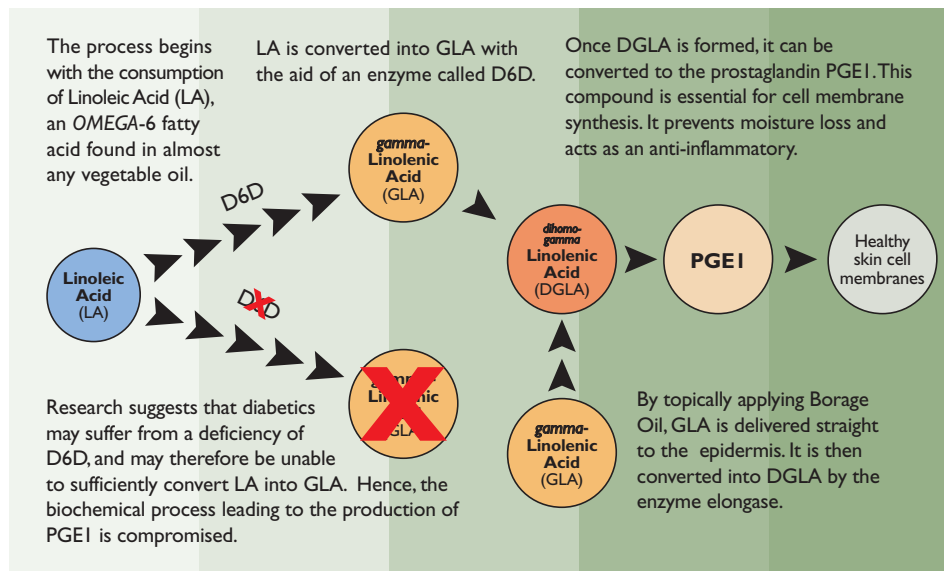 The process begins
with the consumption
of Linoleic Acid (LA),
an OMEGA-6 fatty
acid found in almost
any vegetable oil.
LA is converted into GLA with
the aid of an enzyme called D6D.
Once DGLA is formed, it can be
converted to the prostaglandin PGE1. This
compound is essential for cell membrane
synthesis. It prevents moisture loss and
acts as an anti-inflammatory.
D6D
gamma-
Linolenic
Acid
(GLA)
Linoleic
Acid
(LA)
dihomo-
gamma
Linolenic
Acid
(DGLA)
PGE1
Healthy
skin cell
membranes
D6D
gamma-
Linolenic
GLA
Research suggests that diabetics
may suffer from a deficiency of
D6D, and may therefore be unable
to sufficiently convert LA into GLA. Hence, the
biochemical process leading to the production of
PGE1 is compromised.
gamma-
Linolenic
Acid
(GLA)
By topically applying Borage
Oil, GLA is delivered straight
to the epidermis. It is then
converted into DGLA by the
enzyme elongase.